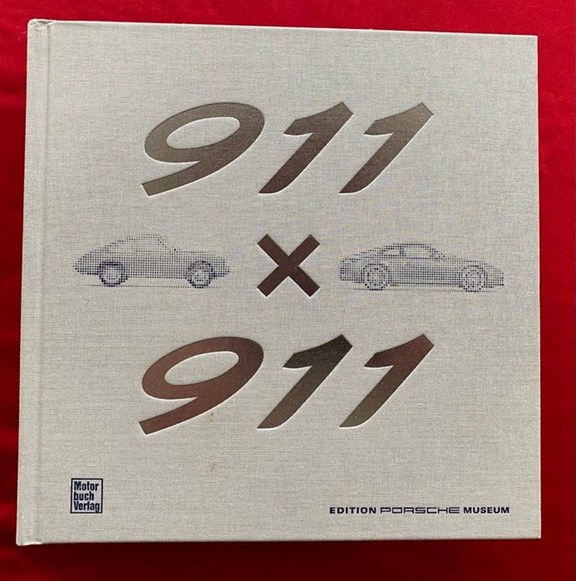 911
×
911
Motor
buch
Verlag
EDITION PORSCHE MUSEUM